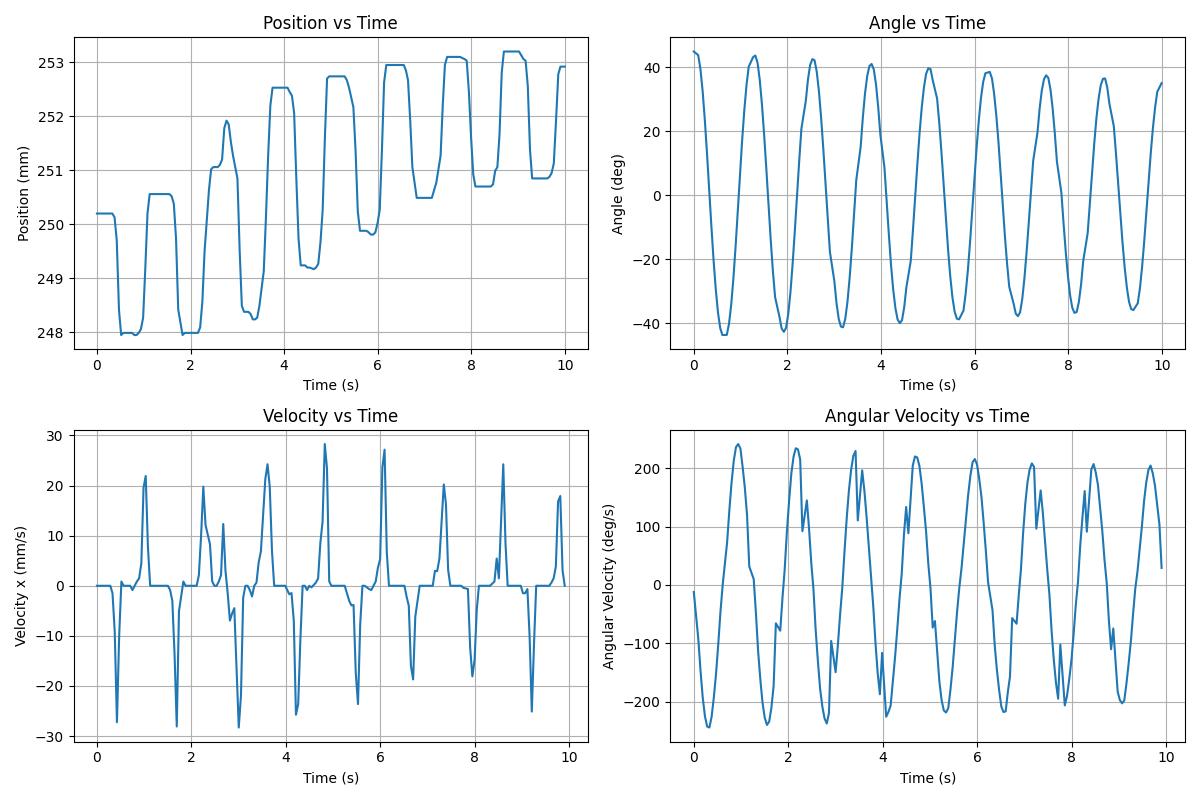 Position vs Time
253
252
251
250
249
248
Position (mm)
0 2 4 6 8 10
Time (s)
Angle vs Time
40
20
0
−20
−40
Angle (deg)
0 2 4 6 8 10
Time (s)
Velocity vs Time
30
20
10
0
−10
−20
−30
Velocity x (mm/s)
0 2 4 6 8 10
Time (s)
Angular Velocity vs Time
200
100
0
−100
−200
Angular Velocity (deg/s)
0 2 4 6 8 10
Time (s)